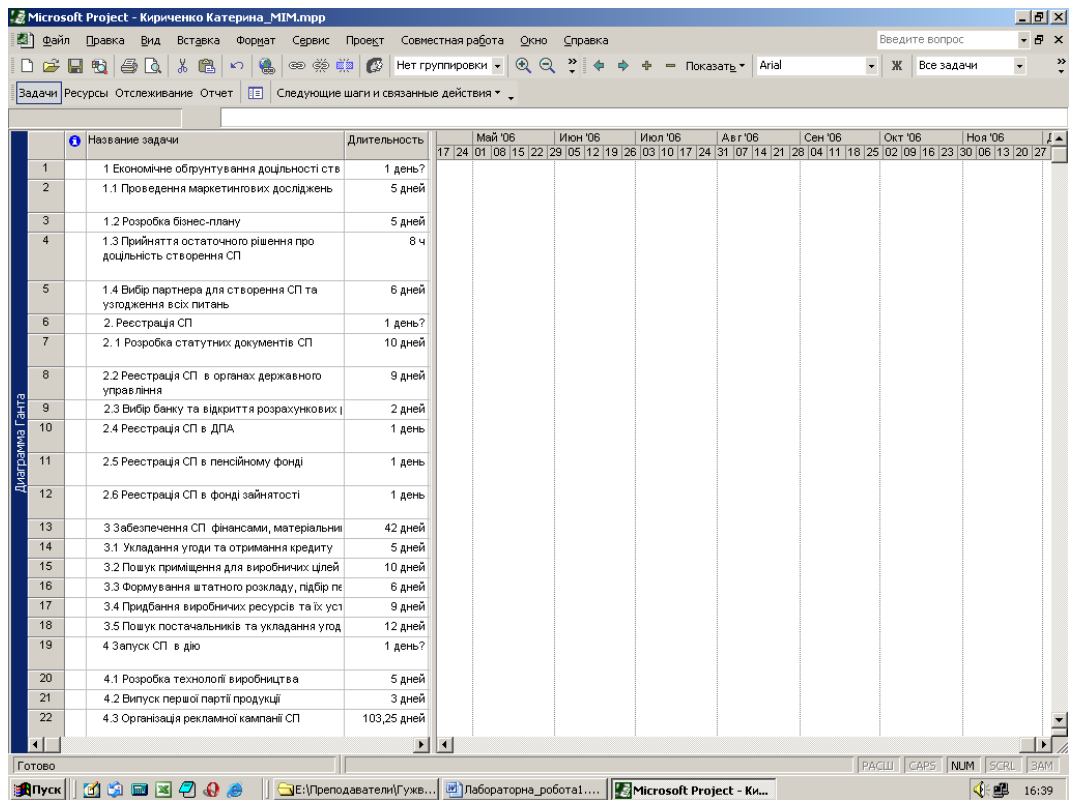 Microsoft Project - Кириченко Катерина_МІМ.mpp
Файл Правка Вид Вставка Формат Сервис Проект Совместная работа Окно Справка Введите вопрос
Нет группировки Показать Arial Ж Все задачи
Задачи Ресурсы Отслеживание Отчет Следующие шаги и связанные действия
Название задачи Длительность Май '06 Июн '06 Июл '06 Авг '06 Сен '06 Окт '06 Ноя '06
17 24 01 08 15 22 29 05 12 19 26 03 10 17 24 31 07 14 21 28 04 11 18 25 02 09 16 23 30 06 13 20 27
1 1 Економічне обґрунтування доцільності ств 1 день?
2 1.1 Проведення маркетингових досліджень 5 дней
3 1.2 Розробка бізнес-плану 5 дней
4 1.3 Прийняття остаточного рішення про 8 ч
доцільність створення СП
5 1.4 Вибір партнера для створення СП та 6 дней
узгодження всіх питань
6 2. Реєстрація СП 1 день?
7 2. 1 Розробка статутних документів СП 10 дней
8 2.2 Реестрація СП в органах державного 9 дней
управління
9 2.3 Вибір банку та відкриття розрахункових 2 дней
10 2.4 Реєстрація СП в ДПА 1 день
11 2.5 Реестрація СП в пенсійному фонді 1 день
12 2.6 Реестрація СП в фонді зайнятості 1 день
13 3 Забезпечення СП фінансами, матеріальни 42 дней
14 3.1 Укладання угоди та отримання кредиту 5 дней
15 3.2 Пошук приміщення для виробничих цілей 10 дней
16 3.3 Формування штатного розкладу, підбір пе 6 дней
17 3.4 Придбання виробничих ресурсів та їх уст 9 дней
18 3.5 Пошук постачальників та укладання угод 12 дней
19 4 Запуск СП в дію 1 день?
20 4.1 Розробка технології виробництва 5 дней
21 4.2 Випуск першої партії продукції 3 дней
22 4.3 Організація рекламної кампанії СП 103,25 дней
Диаграмма Ганта
Готово РАСШ CAPS NUM SCRL ЗАМ
Пуск E:\Преподаватели\Гужв... Лабораторна_робота1.... Microsoft Project - Ки... 16:39